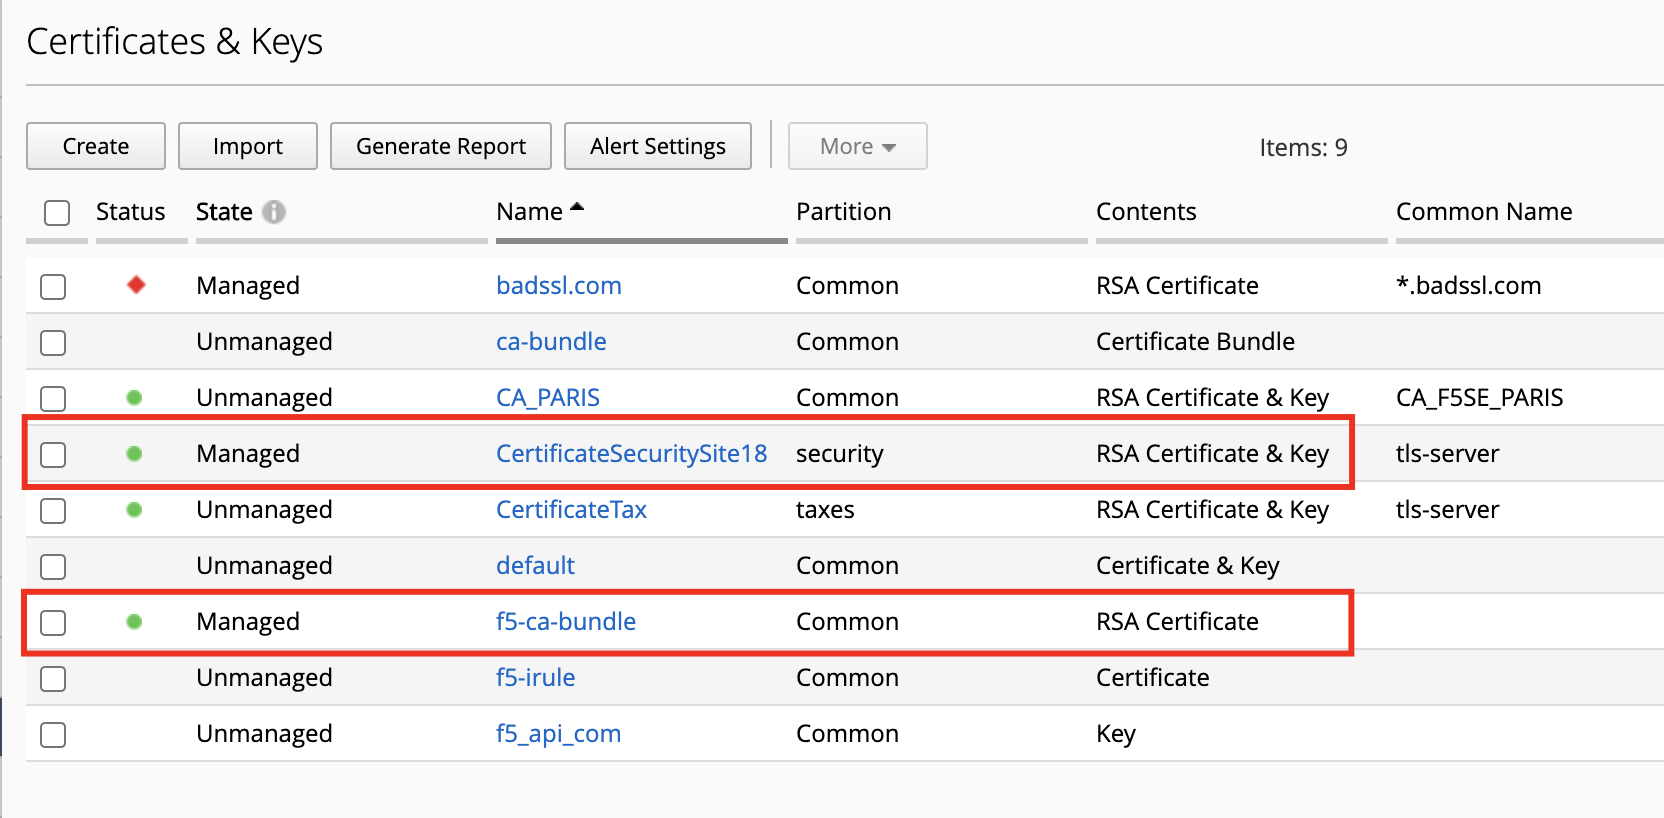 Certificates & Keys
Create Import Generate Report Alert Settings More Items: 9
Status State Name Partition Contents Common Name
Managed badssl.com Common RSA Certificate *.badssl.com
Unmanaged ca-bundle Common Certificate Bundle
Unmanaged CA_PARIS Common RSA Certificate & Key CA_F5SE_PARIS
Managed CertificateSecuritySite18 security RSA Certificate & Key tls-server
Unmanaged CertificateTax taxes RSA Certificate & Key tls-server
Unmanaged default Common Certificate & Key
Managed f5-ca-bundle Common RSA Certificate
Unmanaged f5-irule Common Certificate
Unmanaged f5_api_com Common Key